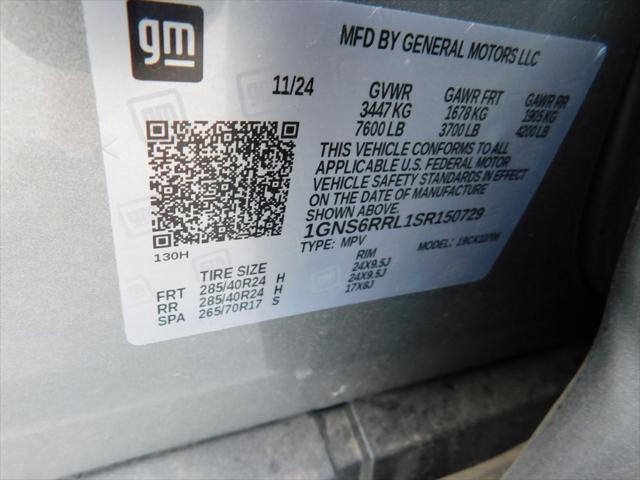 gm
MFD BY GENERAL MOTORS LLC
11/24 GVWR GAWR FRT GAWR RR
3447 KG 1678 KG 1905 KG
7600 LB 3700 LB 4200 LB
THIS VEHICLE CONFORMS TO ALL
APPLICABLE U.S. FEDERAL MOTOR
VEHICLE SAFETY STANDARDS IN EFFECT
ON THE DATE OF MANUFACTURE
SHOWN ABOVE.
1GNS6RRL1SR150729
TYPE: MPV MODEL:
130H
TIRE SIZE RIM
FRT 285/40R24 H 24X9.5J
RR 285/40R24 H 24X9.5J
SPA 265/70R17 S 17X8J